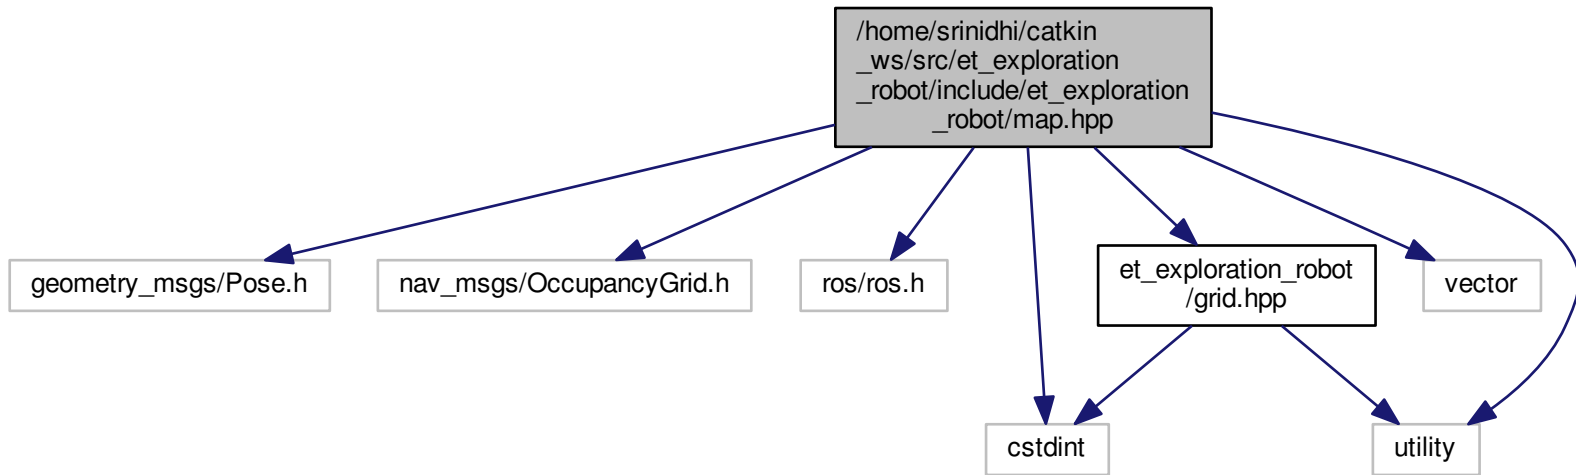 /home/srinidhi/catkin
_ws/src/et_exploration
_robot/include/et_exploration
_robot/map.hpp
geometry_msgs/Pose.h
nav_msgs/OccupancyGrid.h
ros/ros.h
et_exploration_robot
/grid.hpp
vector
cstdint
utility